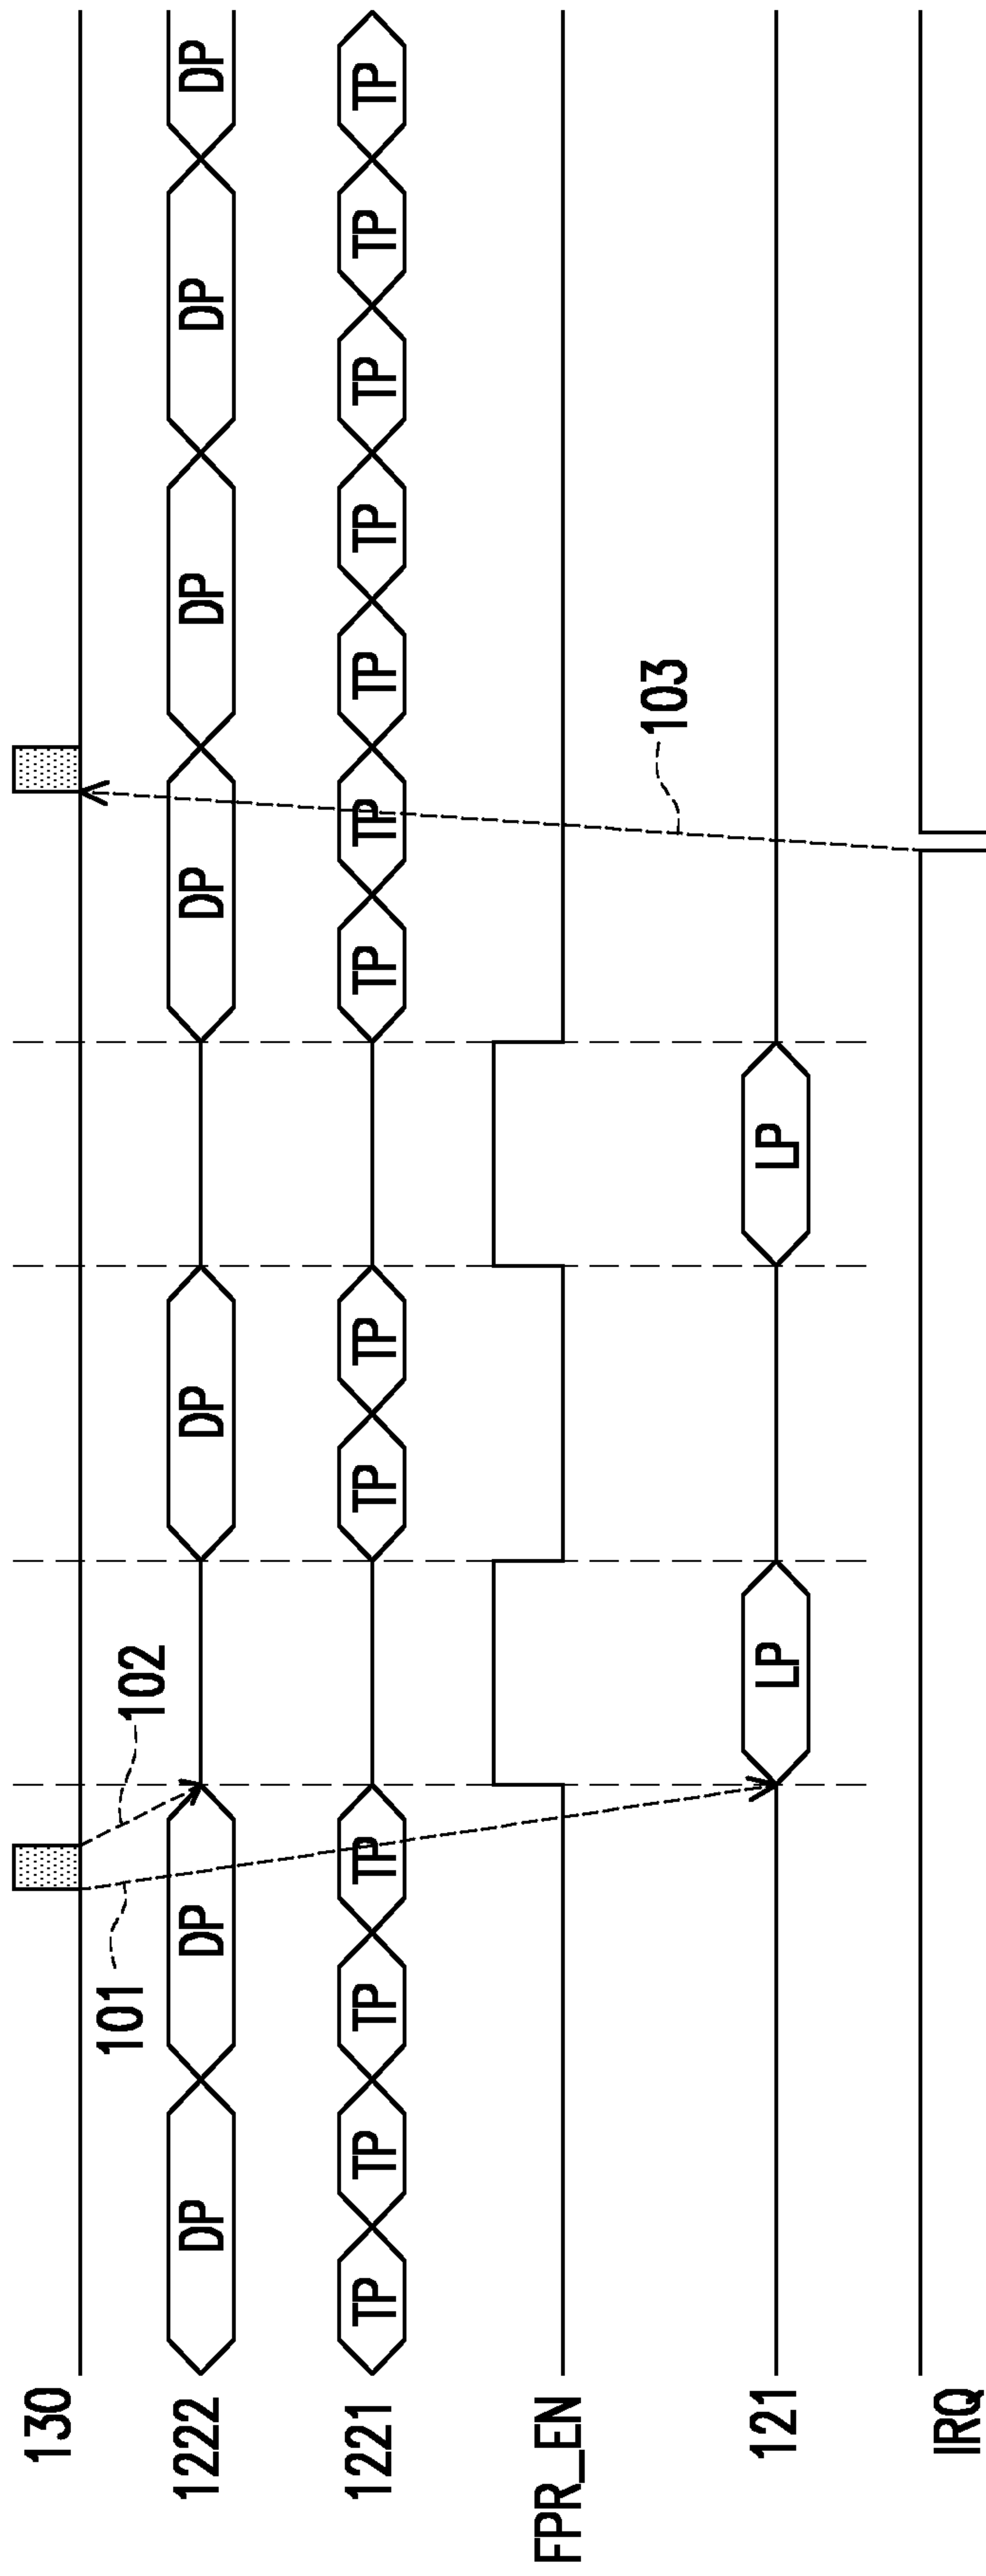 130
101 102
1222 DP DP DP DP DP DP DP
1221 TP TP TP TP TP TP TP TP TP TP TP TP TP
FPR_EN
103
121 LP LP
IRQ